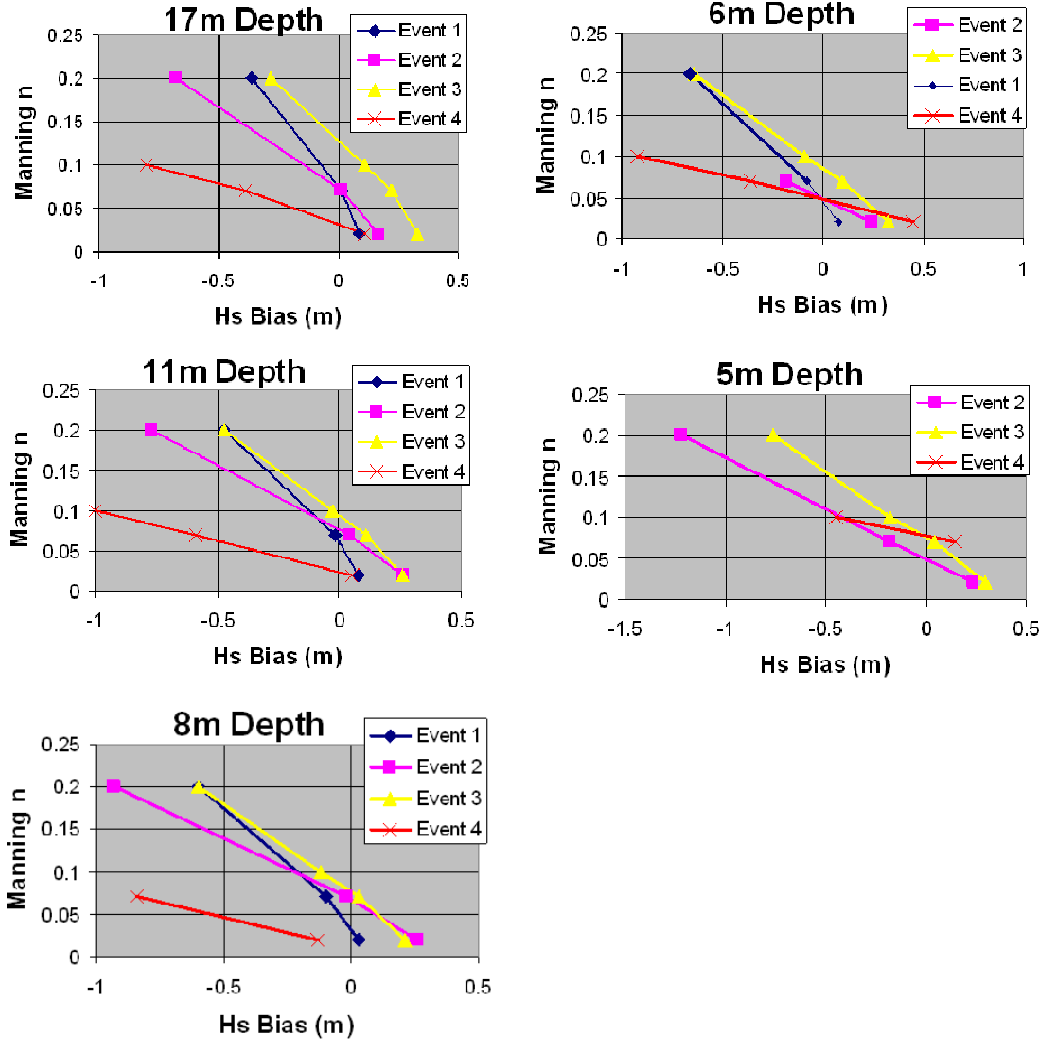 17m Depth
Event 1
Event 2
Event 3
Event 4
0.25
0.2
0.15
0.1
0.05
0
Manning n
-1
-0.5
0
0.5
Hs Bias (m)
6m Depth
Event 2
Event 3
Event 1
Event 4
0.25
0.2
0.15
0.1
0.05
0
Manning n
-1
-0.5
0
0.5
1
Hs Bias (m)
11m Depth
Event 1
Event 2
Event 3
Event 4
0.25
0.2
0.15
0.1
0.05
0
Manning n
-1
-0.5
0
0.5
Hs Bias (m)
5m Depth
Event 2
Event 3
Event 4
0.25
0.2
0.15
0.1
0.05
0
Manning n
-1.5
-1
-0.5
0
0.5
Hs Bias (m)
8m Depth
Event 1
Event 2
Event 3
Event 4
0.25
0.2
0.15
0.1
0.05
0
Manning n
-1
-0.5
0
0.5
Hs Bias (m)